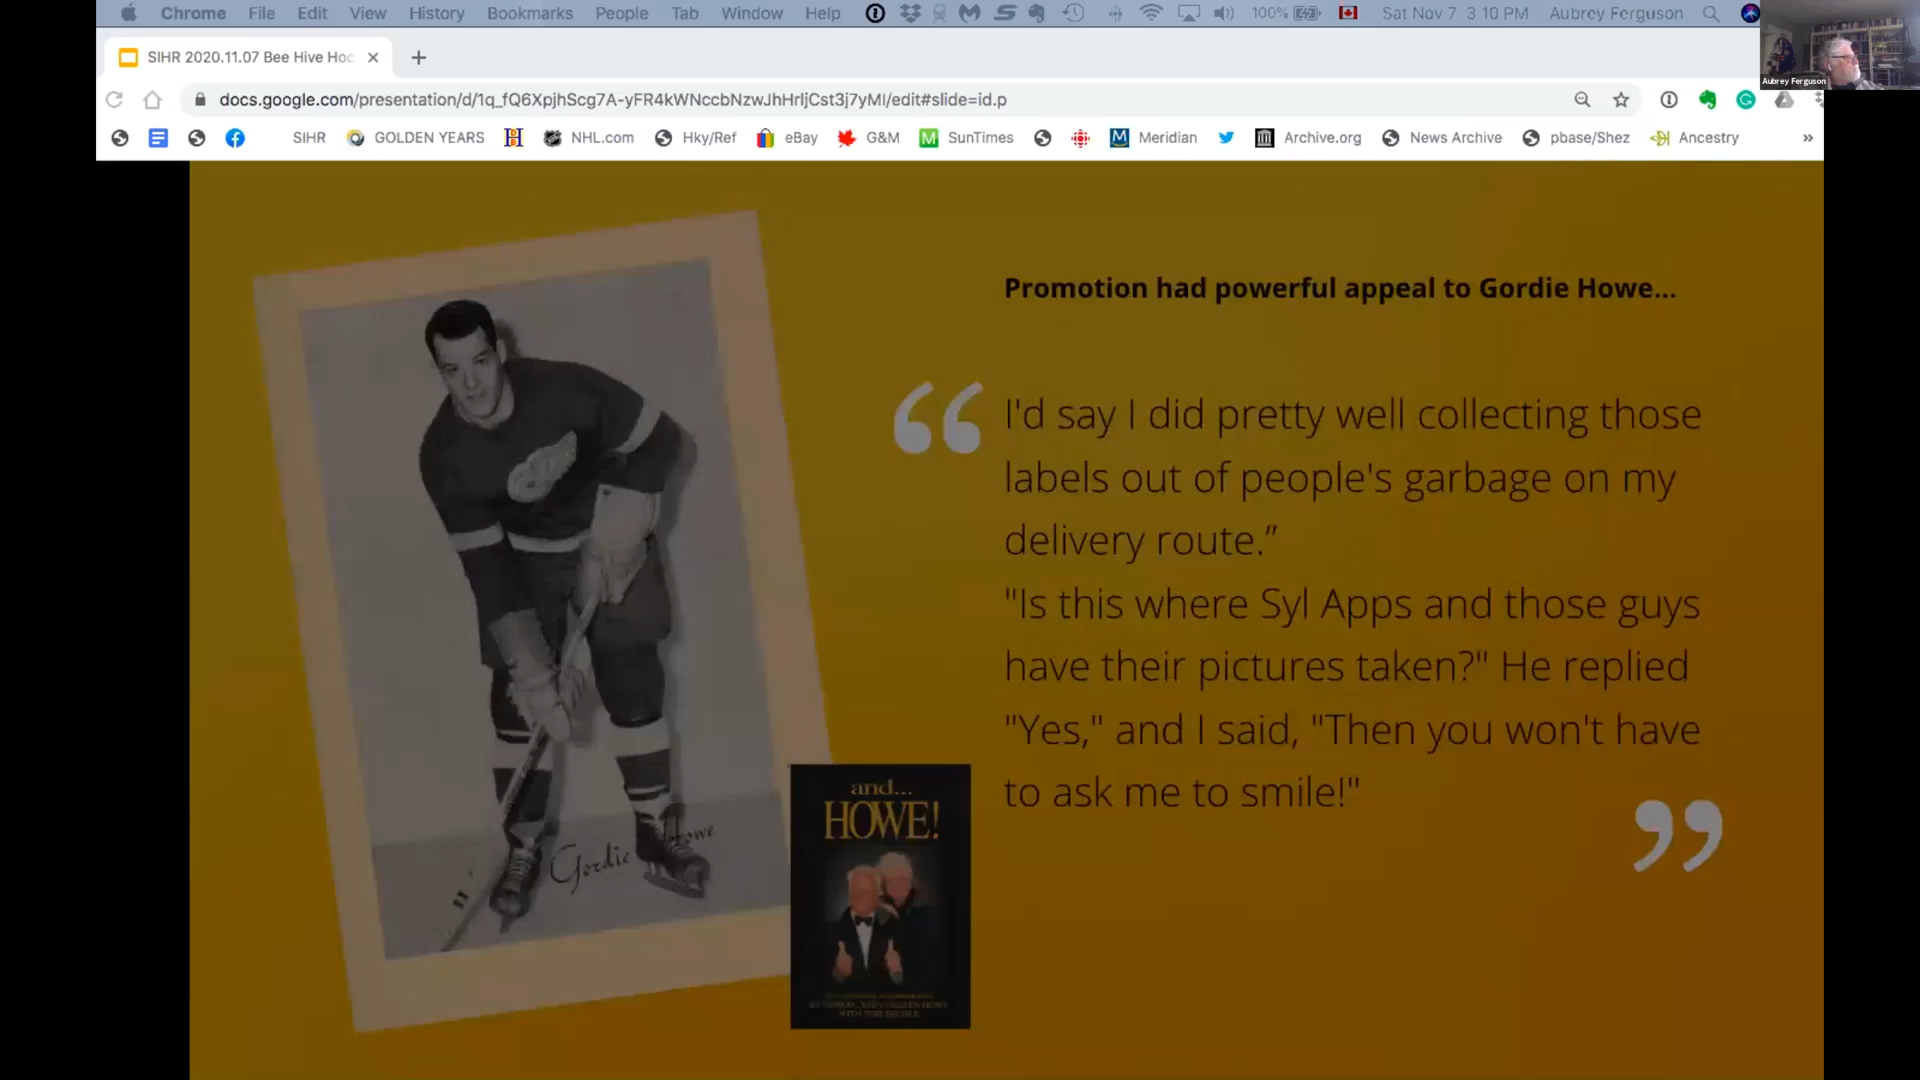 Chrome File Edit View History Bookmarks People Tab Window Help 100% Sat Nov 7 3:10 PM Aubrey Ferguson
Aubrey Ferguson
SIHR 2020.11.07 Bee Hive Hoc
docs.google.com/presentation/d/1q_fQ6XpjhScg7A-yFR4kWNccbNzwJhHrIjCst3j7yMI/edit#slide=id.p
SIHR GOLDEN YEARS NHL.com Hky/Ref eBay G&M SunTimes Meridian Archive.org News Archive pbase/Shez Ancestry »
Promotion had powerful appeal to Gordie Howe...
“ I'd say I did pretty well collecting those
labels out of people's garbage on my
delivery route.”
"Is this where Syl Apps and those guys
have their pictures taken?" He replied
"Yes," and I said, "Then you won't have
to ask me to smile!"
”
Gordie Howe
and...
HOWE!